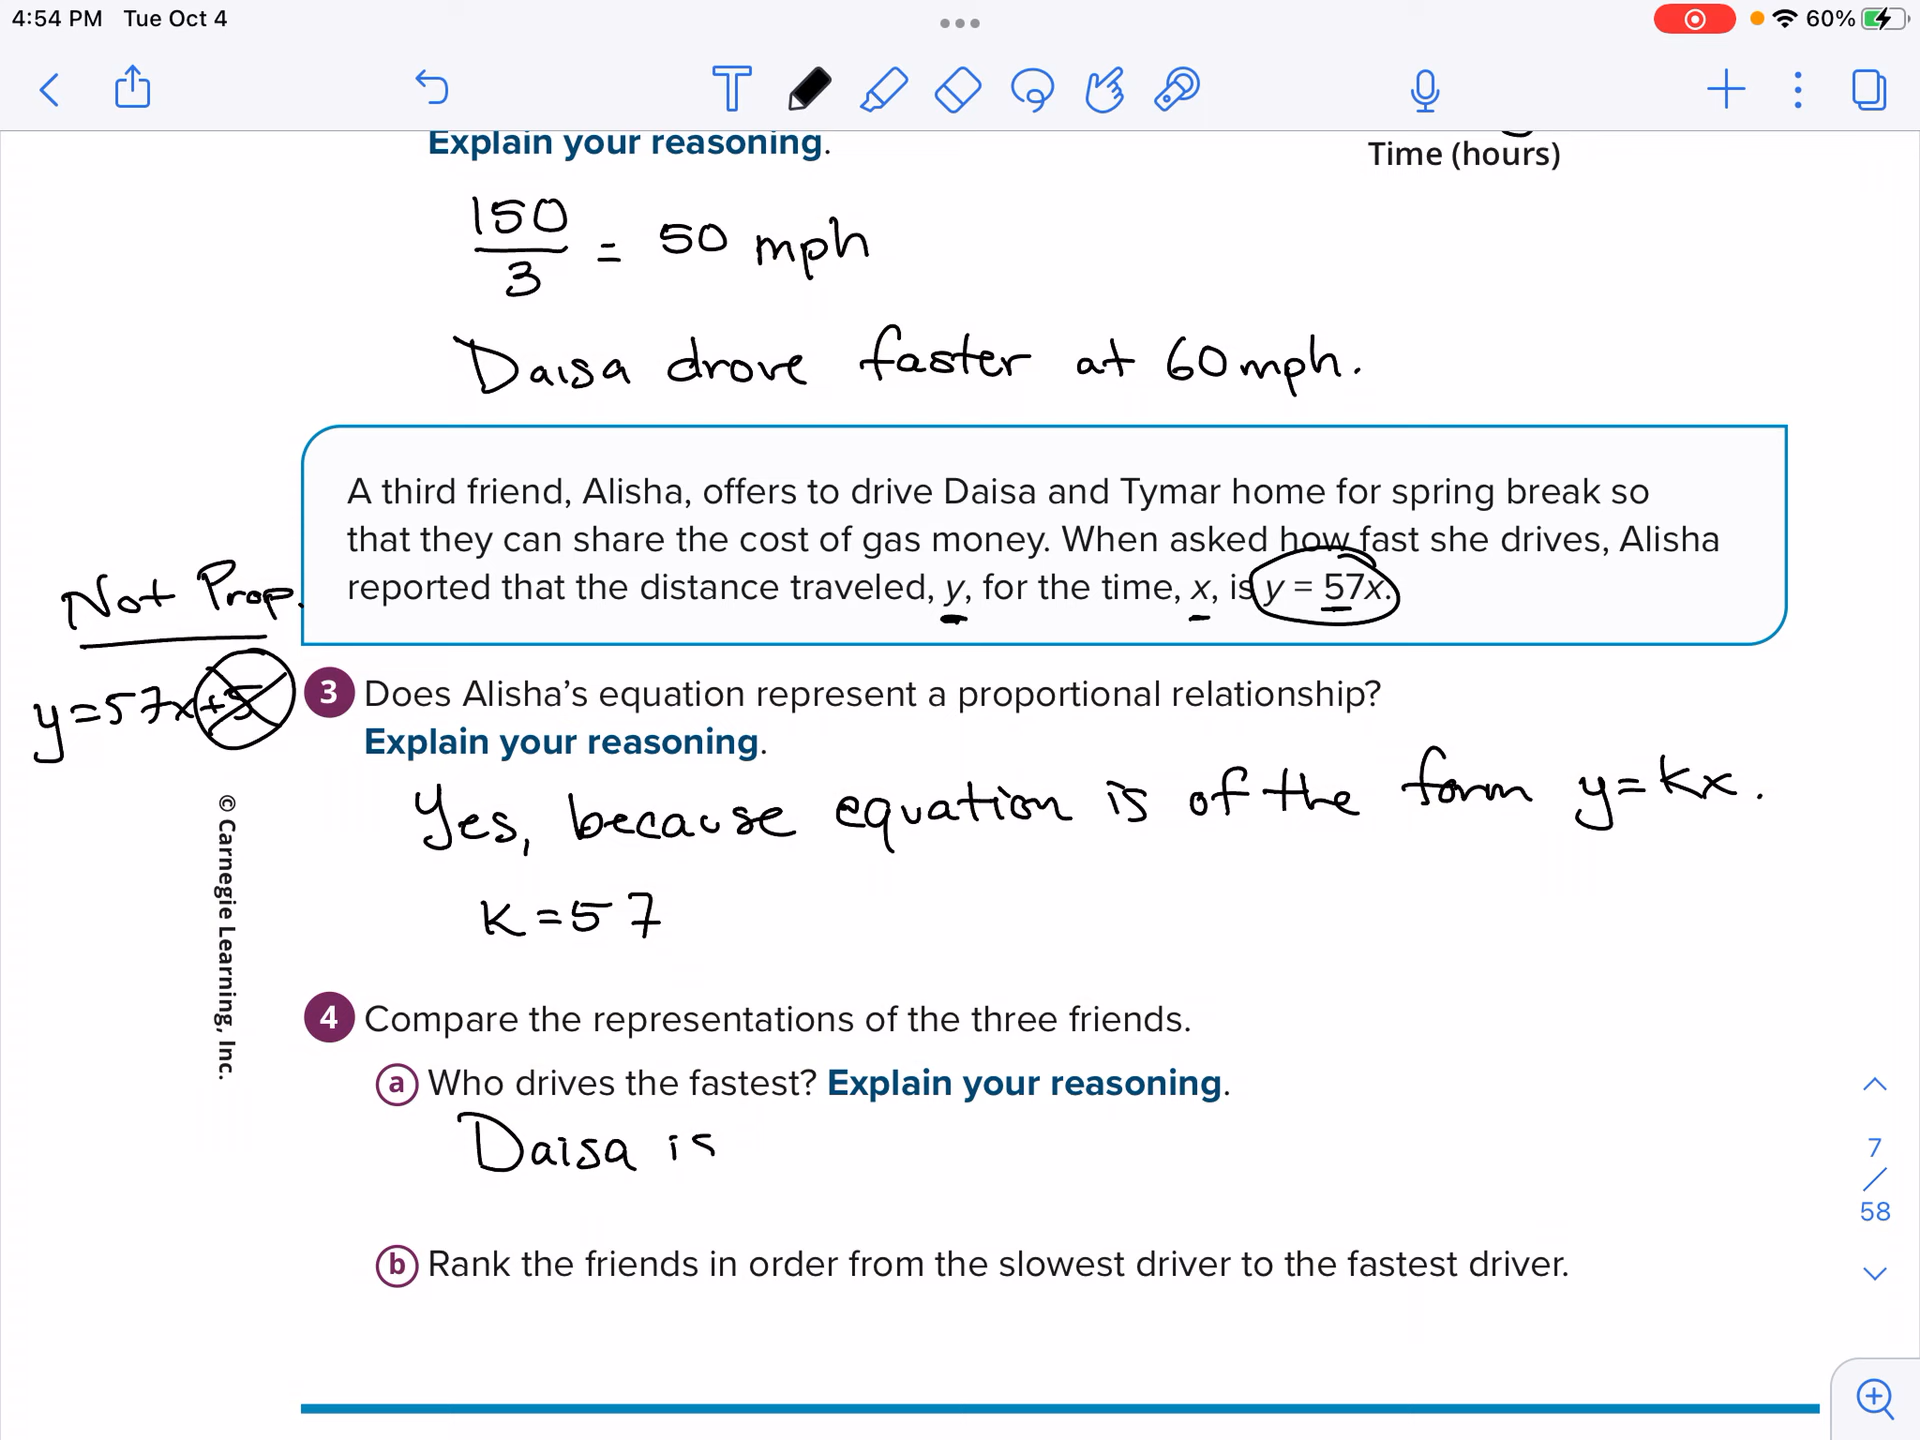 4:54 PM Tue Oct 4
60%
Explain your reasoning.
Time (hours)
150
3
= 50 mph
Daisa drove faster at 60mph.
A third friend, Alisha, offers to drive Daisa and Tymar home for spring break so
that they can share the cost of gas money. When asked how fast she drives, Alisha
reported that the distance traveled, y, for the time, x, is y = 57x.
Not Prop.
y=57x+5
3 Does Alisha's equation represent a proportional relationship?
Explain your reasoning.
Yes, because equation is of the form y=kx.
K=57
© Carnegie Learning, Inc.
4 Compare the representations of the three friends.
a Who drives the fastest? Explain your reasoning.
Daisa is
b Rank the friends in order from the slowest driver to the fastest driver.
7
/
58